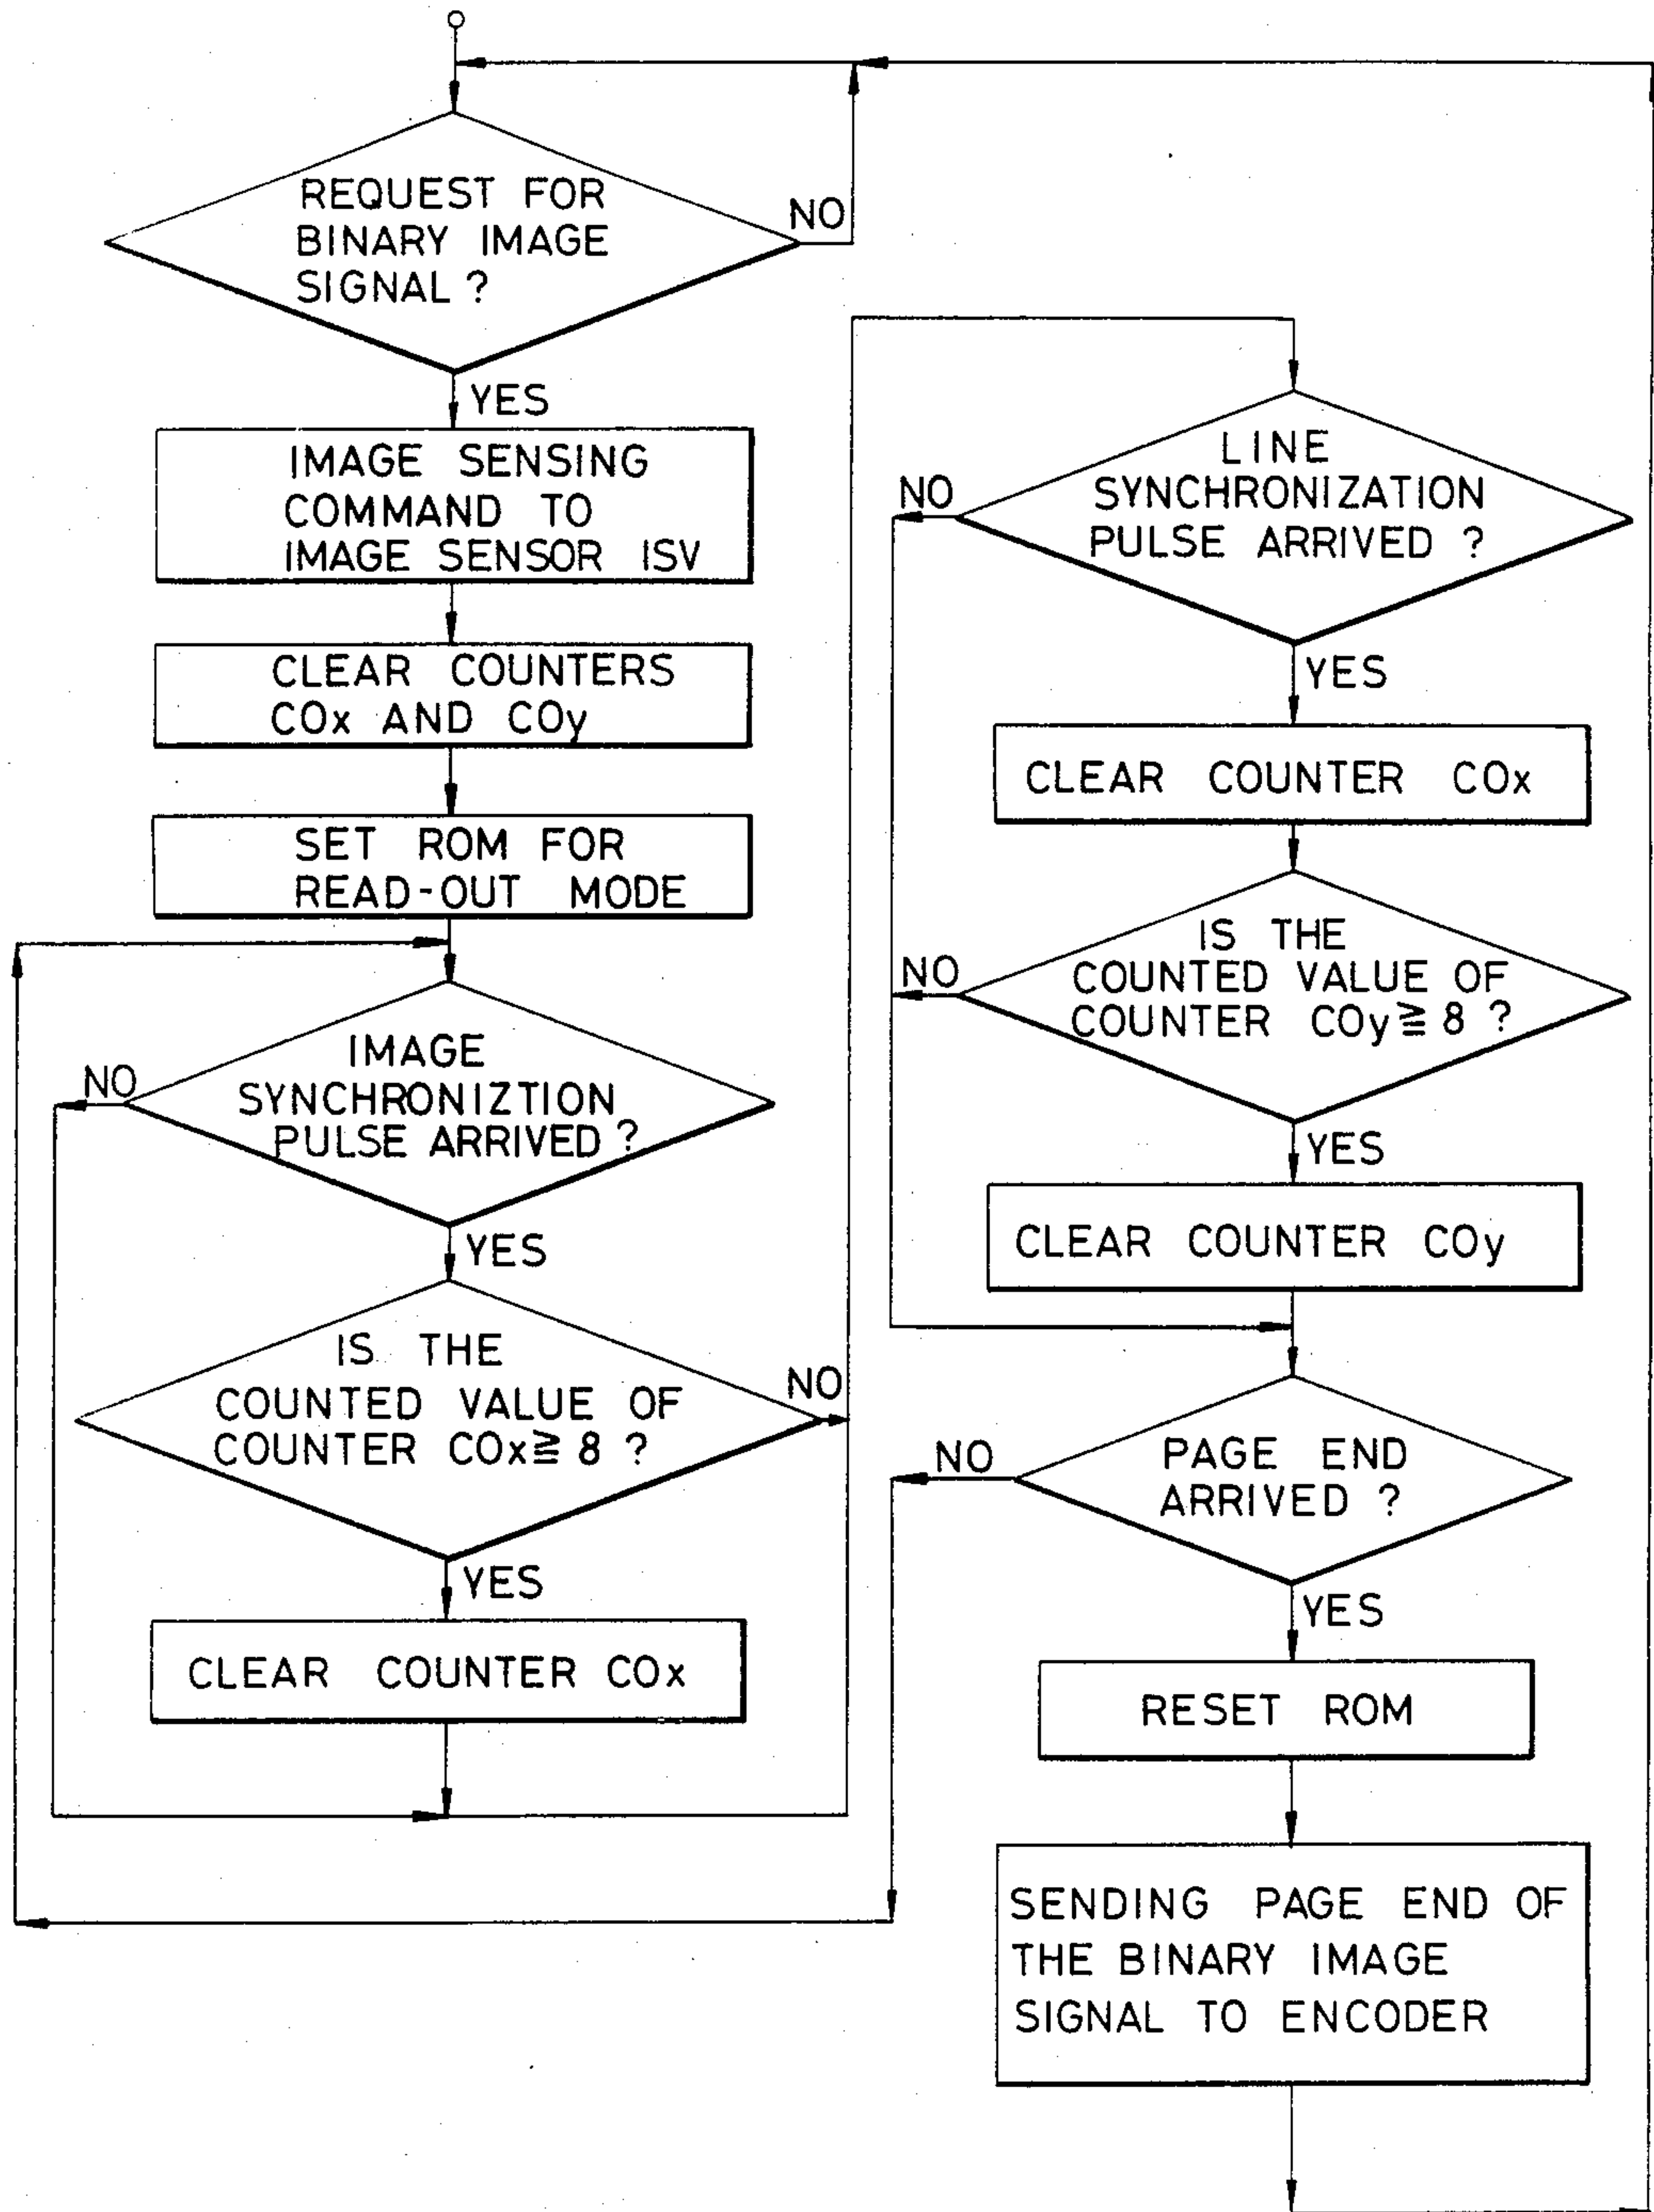 REQUEST FOR
BINARY IMAGE
SIGNAL ?
NO
YES
IMAGE SENSING
COMMAND TO
IMAGE SENSOR ISV
CLEAR COUNTERS
COx AND COy
SET ROM FOR
READ-OUT MODE
IMAGE
SYNCHRONIZTION
PULSE ARRIVED ?
NO
YES
IS THE
COUNTED VALUE OF
COUNTER COx≧8 ?
NO
YES
CLEAR COUNTER COx
LINE
SYNCHRONIZATION
PULSE ARRIVED ?
NO
YES
CLEAR COUNTER COx
IS THE
COUNTED VALUE OF
COUNTER COy≧8 ?
NO
YES
CLEAR COUNTER COy
PAGE END
ARRIVED ?
NO
YES
RESET ROM
SENDING PAGE END OF
THE BINARY IMAGE
SIGNAL TO ENCODER